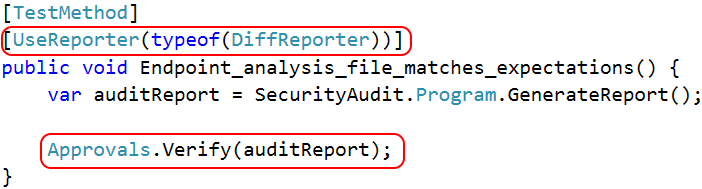 [TestMethod]
[UseReporter(typeof(DiffReporter))]
public void Endpoint_analysis_file_matches_expectations() {
    var auditReport = SecurityAudit.Program.GenerateReport();

    Approvals.Verify(auditReport);
}